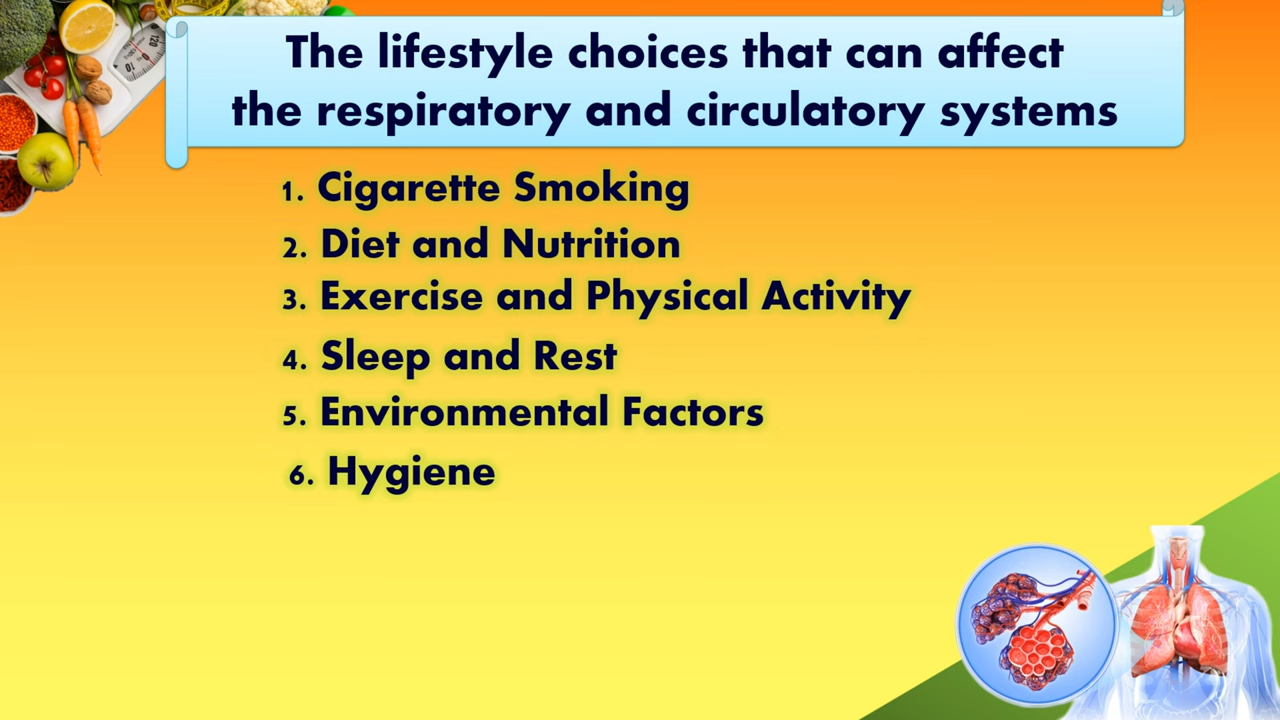 The lifestyle choices that can affect
the respiratory and circulatory systems
1. Cigarette Smoking
2. Diet and Nutrition
3. Exercise and Physical Activity
4. Sleep and Rest
5. Environmental Factors
6. Hygiene